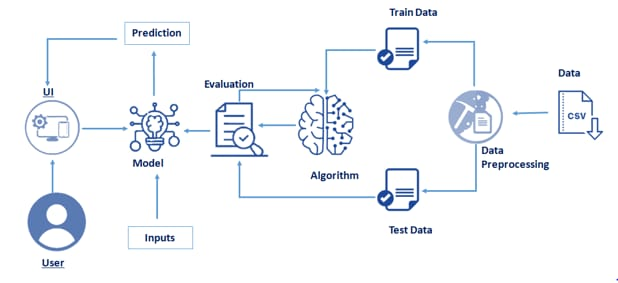 Train Data
Prediction
Data
UI
Evaluation
CSV
Data
Preprocessing
Model
Algorithm
Inputs
Test Data
User